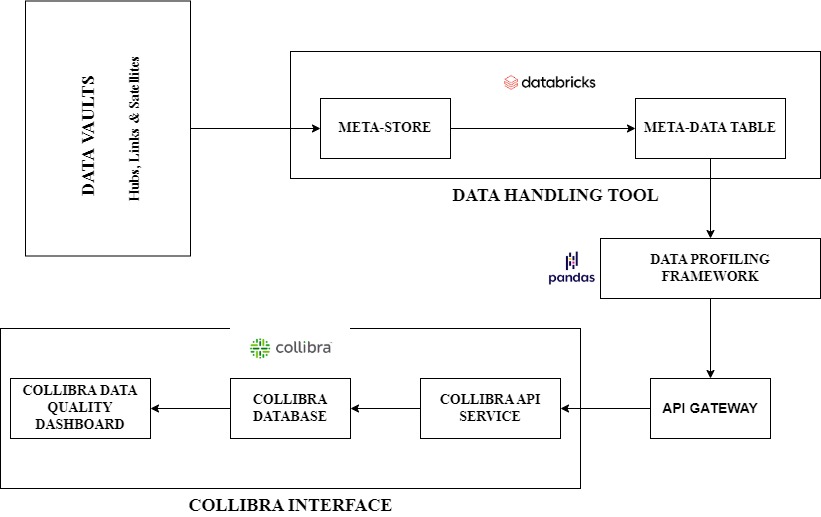 DATA VAULTS
Hubs, Links & Satellites
databricks
META-STORE
META-DATA TABLE
DATA HANDLING TOOL
pandas
DATA PROFILING
FRAMEWORK
collibra
COLLIBRA DATA
QUALITY
DASHBOARD
COLLIBRA
DATABASE
COLLIBRA API
SERVICE
API GATEWAY
COLLIBRA INTERFACE